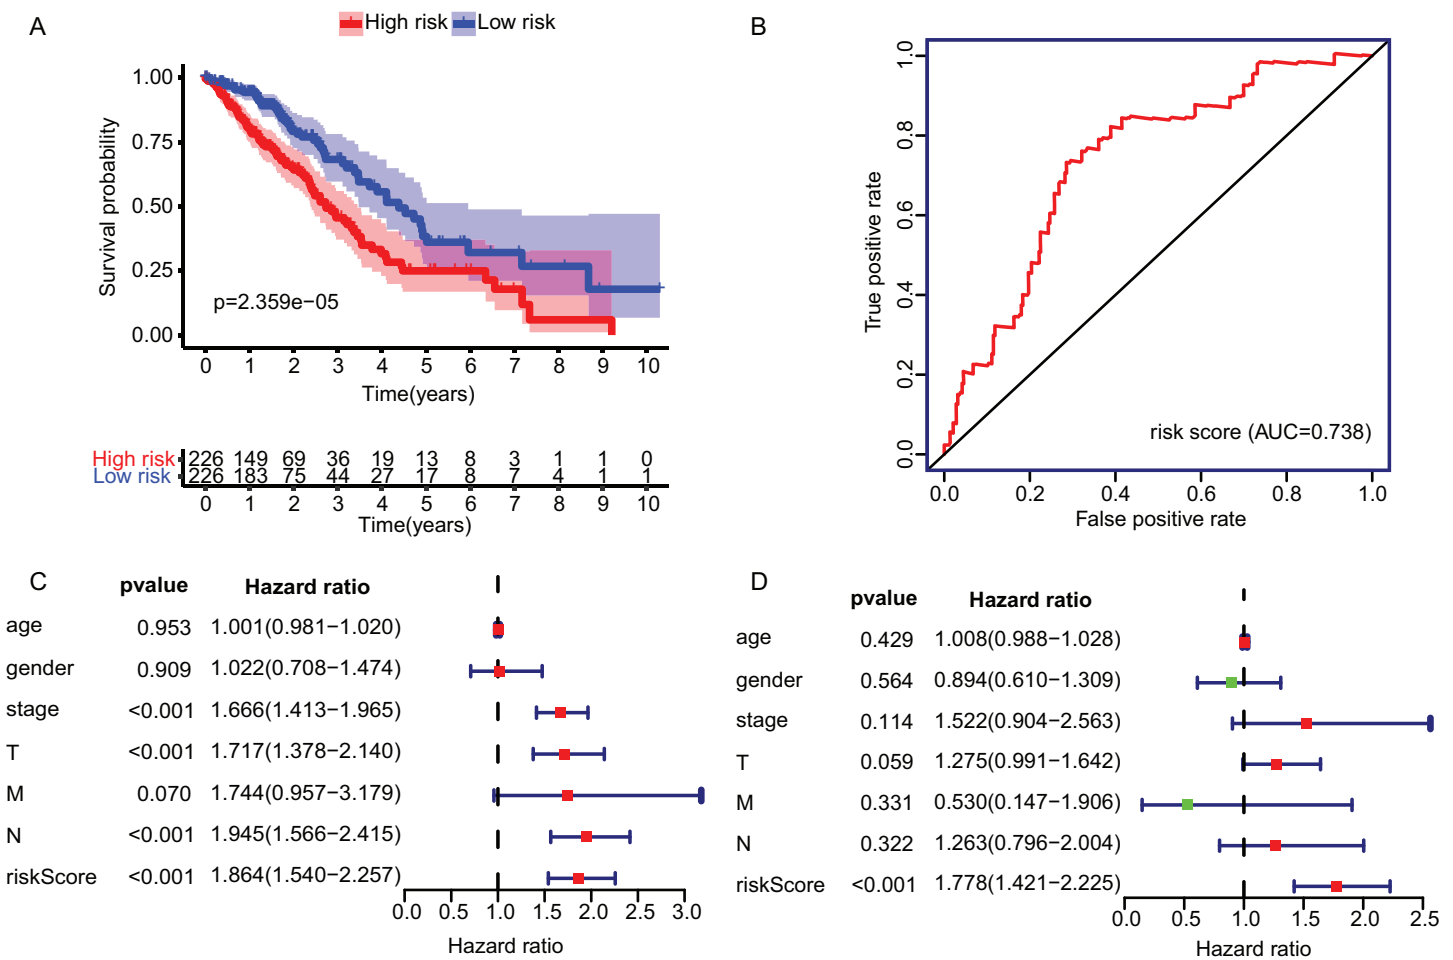 A
High risk Low risk
Survival probability
1.00
0.75
0.50
0.25
0.00
p=2.359e−05
0 1 2 3 4 5 6 7 8 9 10
Time(years)
High risk 226 149 69 36 19 13 8 3 1 1 0
Low risk 226 183 75 44 27 17 8 7 4 1 1
0 1 2 3 4 5 6 7 8 9 10
Time(years)
B
True positive rate
1.0
0.8
0.6
0.4
0.2
0.0
risk score (AUC=0.738)
0.0 0.2 0.4 0.6 0.8 1.0
False positive rate
C
pvalue Hazard ratio
age 0.953 1.001(0.981−1.020)
gender 0.909 1.022(0.708−1.474)
stage <0.001 1.666(1.413−1.965)
T <0.001 1.717(1.378−2.140)
M 0.070 1.744(0.957−3.179)
N <0.001 1.945(1.566−2.415)
riskScore <0.001 1.864(1.540−2.257)
0.0 0.5 1.0 1.5 2.0 2.5 3.0
Hazard ratio
D
pvalue Hazard ratio
age 0.429 1.008(0.988−1.028)
gender 0.564 0.894(0.610−1.309)
stage 0.114 1.522(0.904−2.563)
T 0.059 1.275(0.991−1.642)
M 0.331 0.530(0.147−1.906)
N 0.322 1.263(0.796−2.004)
riskScore <0.001 1.778(1.421−2.225)
0.0 0.5 1.0 1.5 2.0 2.5
Hazard ratio